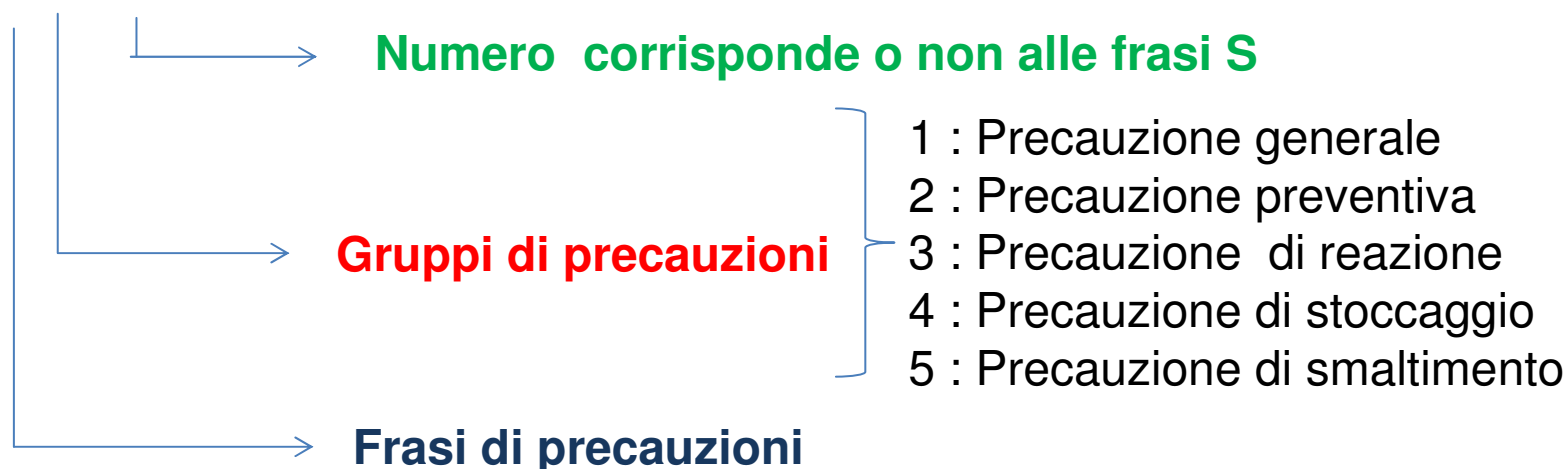 Numero corrisponde o non alle frasi S
1 : Precauzione generale
2 : Precauzione preventiva
Gruppi di precauzioni
3 : Precauzione di reazione
4 : Precauzione di stoccaggio
5 : Precauzione di smaltimento
Frasi di precauzioni